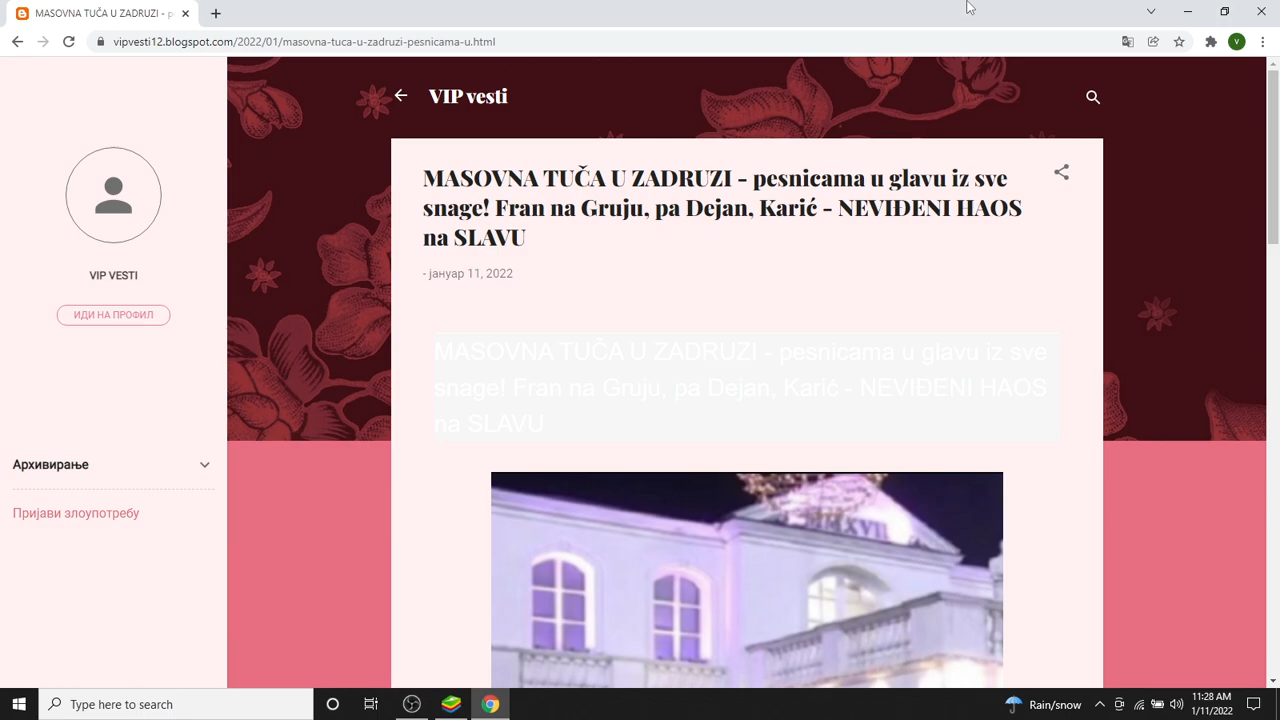 MASOVNA TUČA U ZADRUZI - p
vipvesti12.blogspot.com/2022/01/masovna-tuca-u-zadruzi-pesnicama-u.html
V
VIP vesti
MASOVNA TUČA U ZADRUZI - pesnicama u glavu iz sve
snage! Fran na Gruju, pa Dejan, Karić - NEVIĐENI HAOS
na SLAVU
- јануар 11, 2022
VIP VESTI
ИДИ НА ПРОФИЛ
MASOVNA TUČA U ZADRUZI - pesnicama u glavu iz sve
snage! Fran na Gruju, pa Dejan, Karić - NEVIĐENI HAOS
na SLAVU
Архивирање
Пријави злоупотребу
Type here to search
Rain/snow
11:28 AM
1/11/2022